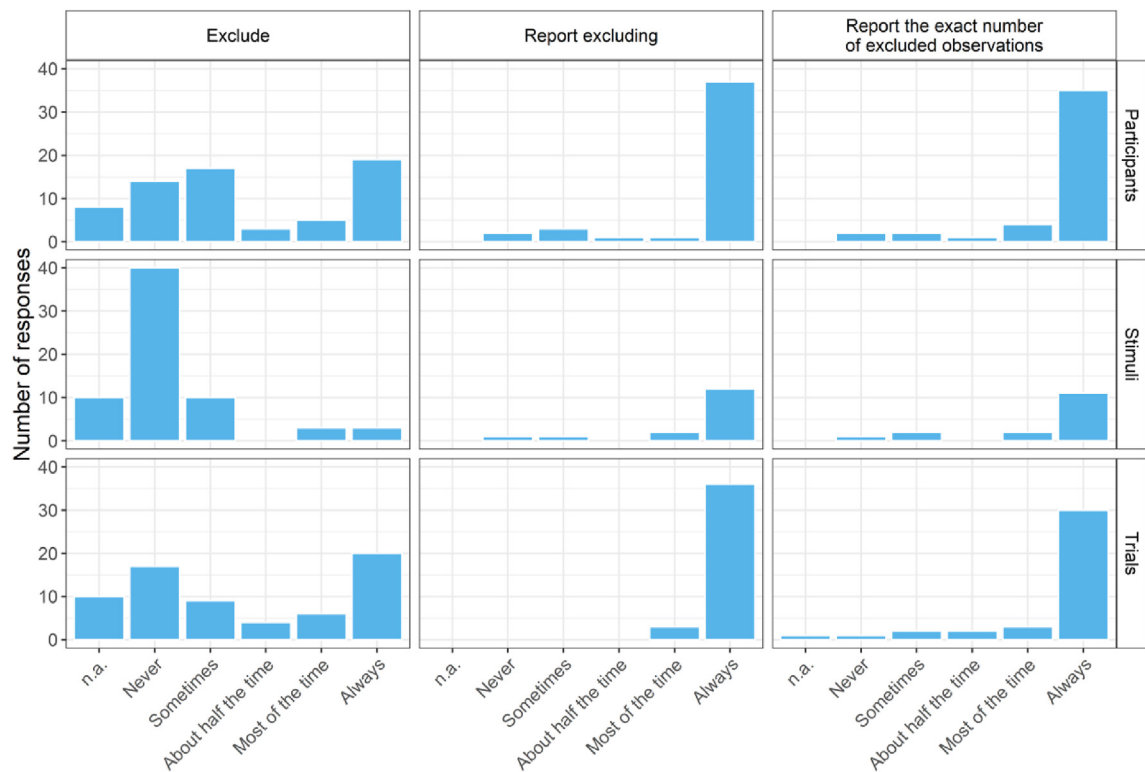 Exclude
Report excluding
Report the exact number
of excluded observations
Number of responses
40
30
20
10
0
Participants
40
30
20
10
0
Stimuli
40
30
20
10
0
Trials
n.a.
Never
Sometimes
About half the time
Most of the time
Always
n.a.
Never
Sometimes
About half the time
Most of the time
Always
n.a.
Never
Sometimes
About half the time
Most of the time
Always